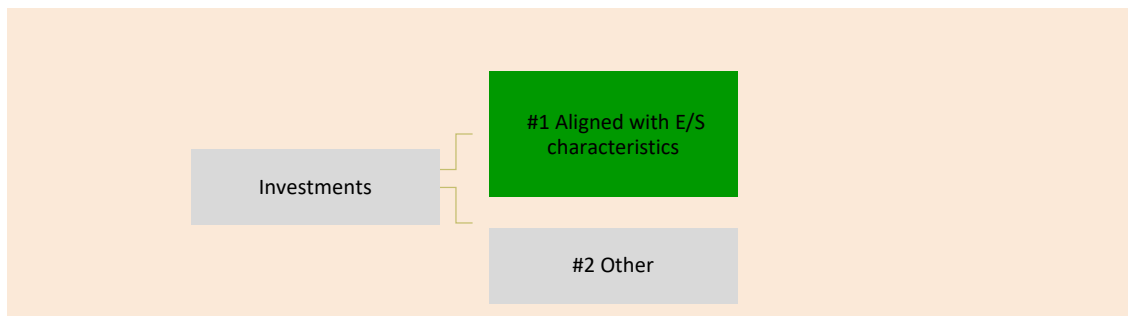 #1 Aligned with E/S
characteristics
Investments
#2 Other